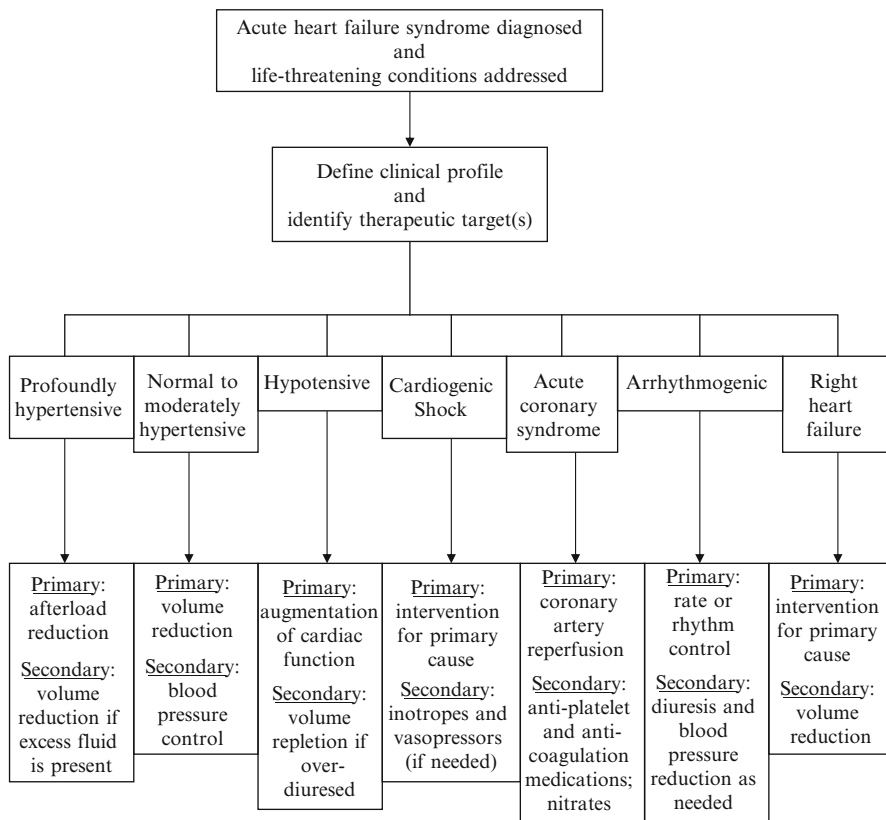 Acute heart failure syndrome diagnosed
and
life-threatening conditions addressed
Define clinical profile
and
identify therapeutic target(s)
Profoundly
hypertensive
Normal to
moderately
hypertensive
Hypotensive
Cardiogenic
Shock
Acute
coronary
syndrome
Arrhythmogenic
Right
heart
failure
Primary:
afterload
reduction
Secondary:
volume
reduction if
excess fluid
is present
Primary:
volume
reduction
Secondary:
blood
pressure
control
Primary:
augmentation
of cardiac
function
Secondary:
volume
repletion if
over-
diuresed
Primary:
intervention
for primary
cause
Secondary:
inotropes and
vasopressors
(if needed)
Primary:
coronary
artery
reperfusion
Secondary:
anti-platelet
and anti-
coagulation
medications;
nitrates
Primary:
rate or
rhythm
control
Secondary:
diuresis and
blood
pressure
reduction as
needed
Primary:
intervention
for primary
cause
Secondary:
volume
reduction